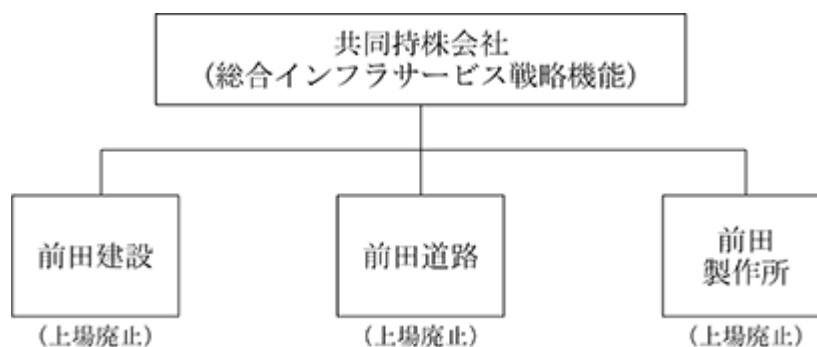 共同持株会社
(総合インフラサービス戦略機能)
前田建設
前田道路
前田
製作所
(上場廃止)
(上場廃止)
(上場廃止)